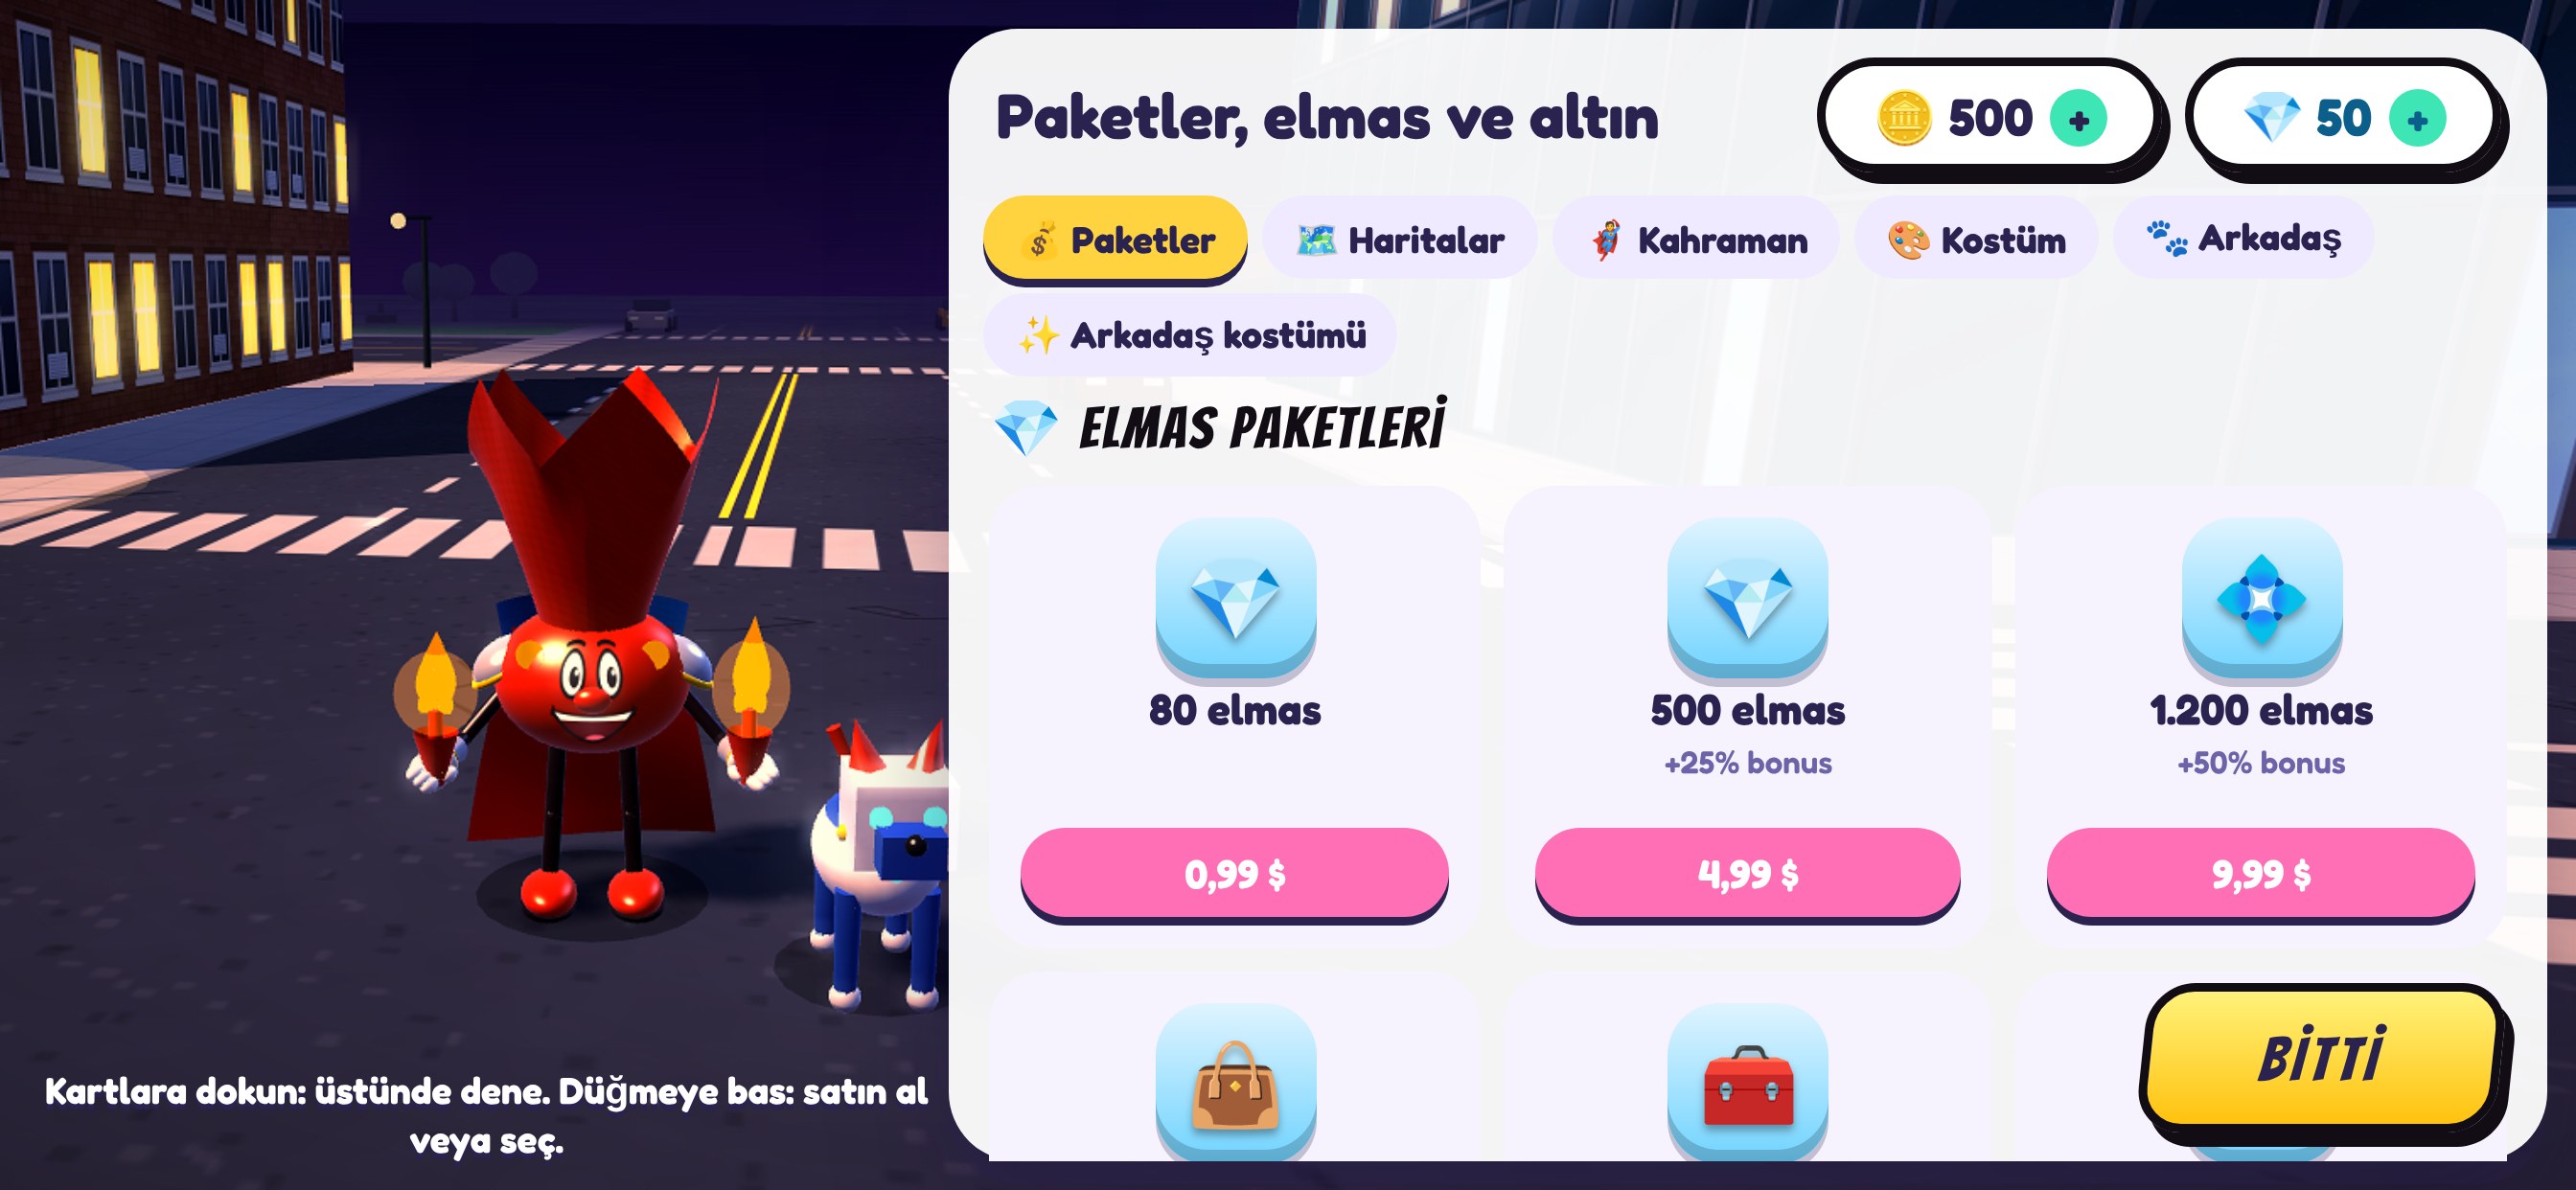 Paketler, elmas ve altın
500 +
50 +
Paketler
Haritalar
Kahraman
Kostüm
Arkadaş
Arkadaş kostümü
ELMAS PAKETLERİ
80 elmas
0,99 $
500 elmas
+25% bonus
4,99 $
1.200 elmas
+50% bonus
9,99 $
BİTTİ
Kartlara dokun: üstünde dene. Düğmeye bas: satın al
veya seç.